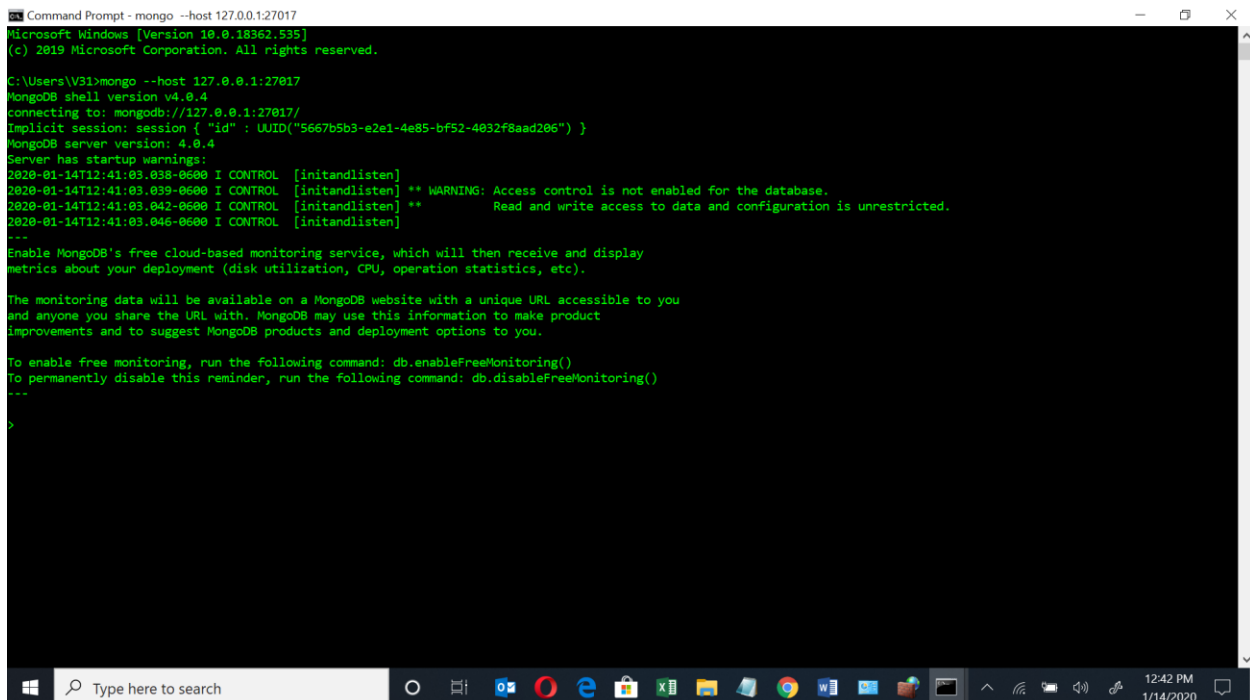 Command Prompt - mongo --host 127.0.0.1:27017
Microsoft Windows [Version 10.0.18362.535]
(c) 2019 Microsoft Corporation. All rights reserved.
C:\Users\V31>mongo --host 127.0.0.1:27017
MongoDB shell version v4.0.4
connecting to: mongodb://127.0.0.1:27017/
Implicit session: session { "id" : UUID("5667b5b3-e2e1-4e85-bf52-4032f8aad206") }
MongoDB server version: 4.0.4
Server has startup warnings:
2020-01-14T12:41:03.038-0600 I CONTROL  [initandlisten]
2020-01-14T12:41:03.039-0600 I CONTROL  [initandlisten] ** WARNING: Access control is not enabled for the database.
2020-01-14T12:41:03.042-0600 I CONTROL  [initandlisten] **          Read and write access to data and configuration is unrestricted.
2020-01-14T12:41:03.046-0600 I CONTROL  [initandlisten]
---
Enable MongoDB's free cloud-based monitoring service, which will then receive and display
metrics about your deployment (disk utilization, CPU, operation statistics, etc).
The monitoring data will be available on a MongoDB website with a unique URL accessible to you
and anyone you share the URL with. MongoDB may use this information to make product
improvements and to suggest MongoDB products and deployment options to you.
To enable free monitoring, run the following command: db.enableFreeMonitoring()
To permanently disable this reminder, run the following command: db.disableFreeMonitoring()
---
>
Type here to search
12:42 PM
1/14/2020